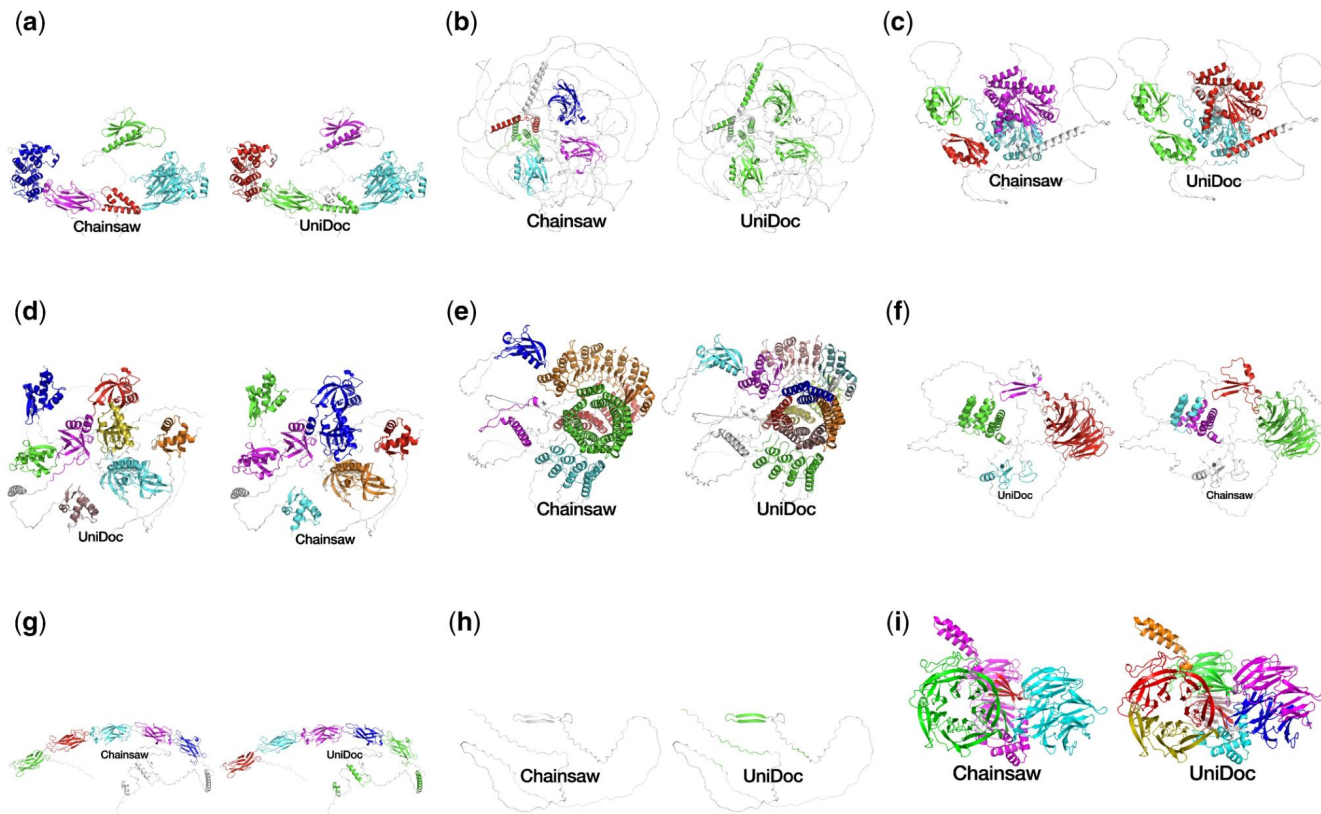 (a) (b) (c)
Chainsaw UniDoc Chainsaw UniDoc Chainsaw UniDoc
(d) (e) (f)
UniDoc Chainsaw Chainsaw UniDoc UniDoc Chainsaw
(g) (h) (i)
Chainsaw UniDoc Chainsaw UniDoc Chainsaw UniDoc